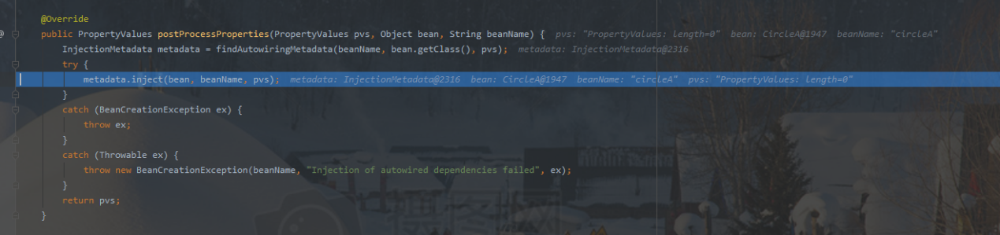 @Override
@ public PropertyValues postProcessProperties(PropertyValues pvs, Object bean, String beanName) { pvs: "PropertyValues: length=0" bean: CircleA@1947 beanName: "circleA"
InjectionMetadata metadata = findAutowiringMetadata(beanName, bean.getClass(), pvs); metadata: InjectionMetadata@2316
try {
metadata.inject(bean, beanName, pvs); metadata: InjectionMetadata@2316 bean: CircleA@1947 beanName: "circleA" pvs: "PropertyValues: length=0"
}
catch (BeanCreationException ex) {
throw ex;
}
catch (Throwable ex) {
throw new BeanCreationException(beanName, "Injection of autowired dependencies failed", ex);
}
return pvs;
}